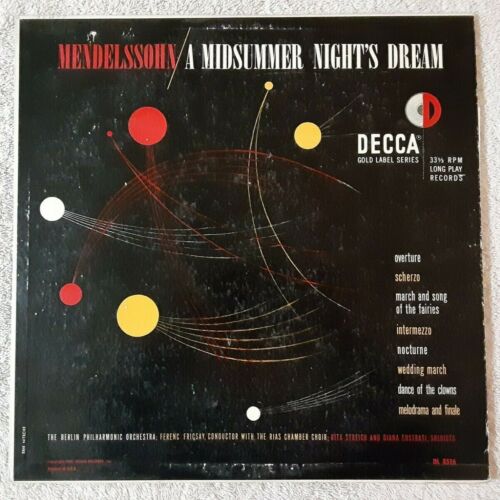 MENDELSSOHN / A MIDSUMMER NIGHT'S DREAM
DECCA®
GOLD LABEL SERIES
33⅓ RPM
LONG PLAY
RECORDS
overture
scherzo
march and song
of the fairies
intermezzo
nocturne
wedding march
dance of the clowns
melodrama and finale
THE BERLIN PHILHARMONIC ORCHESTRA; FERENC FRICSAY, CONDUCTOR WITH THE RIAS CHAMBER CHOIR; RITA STREICH AND DIANA EUSTRATI, SOLOISTS
DL 8516